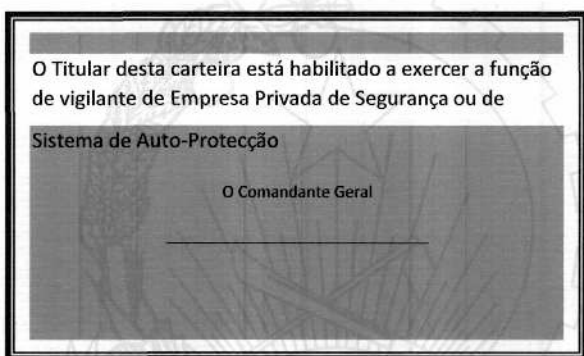 O Titular desta carteira está habilitado a exercer a função
de vigilante de Empresa Privada de Segurança ou de
Sistema de Auto-Protecção
O Comandante Geral